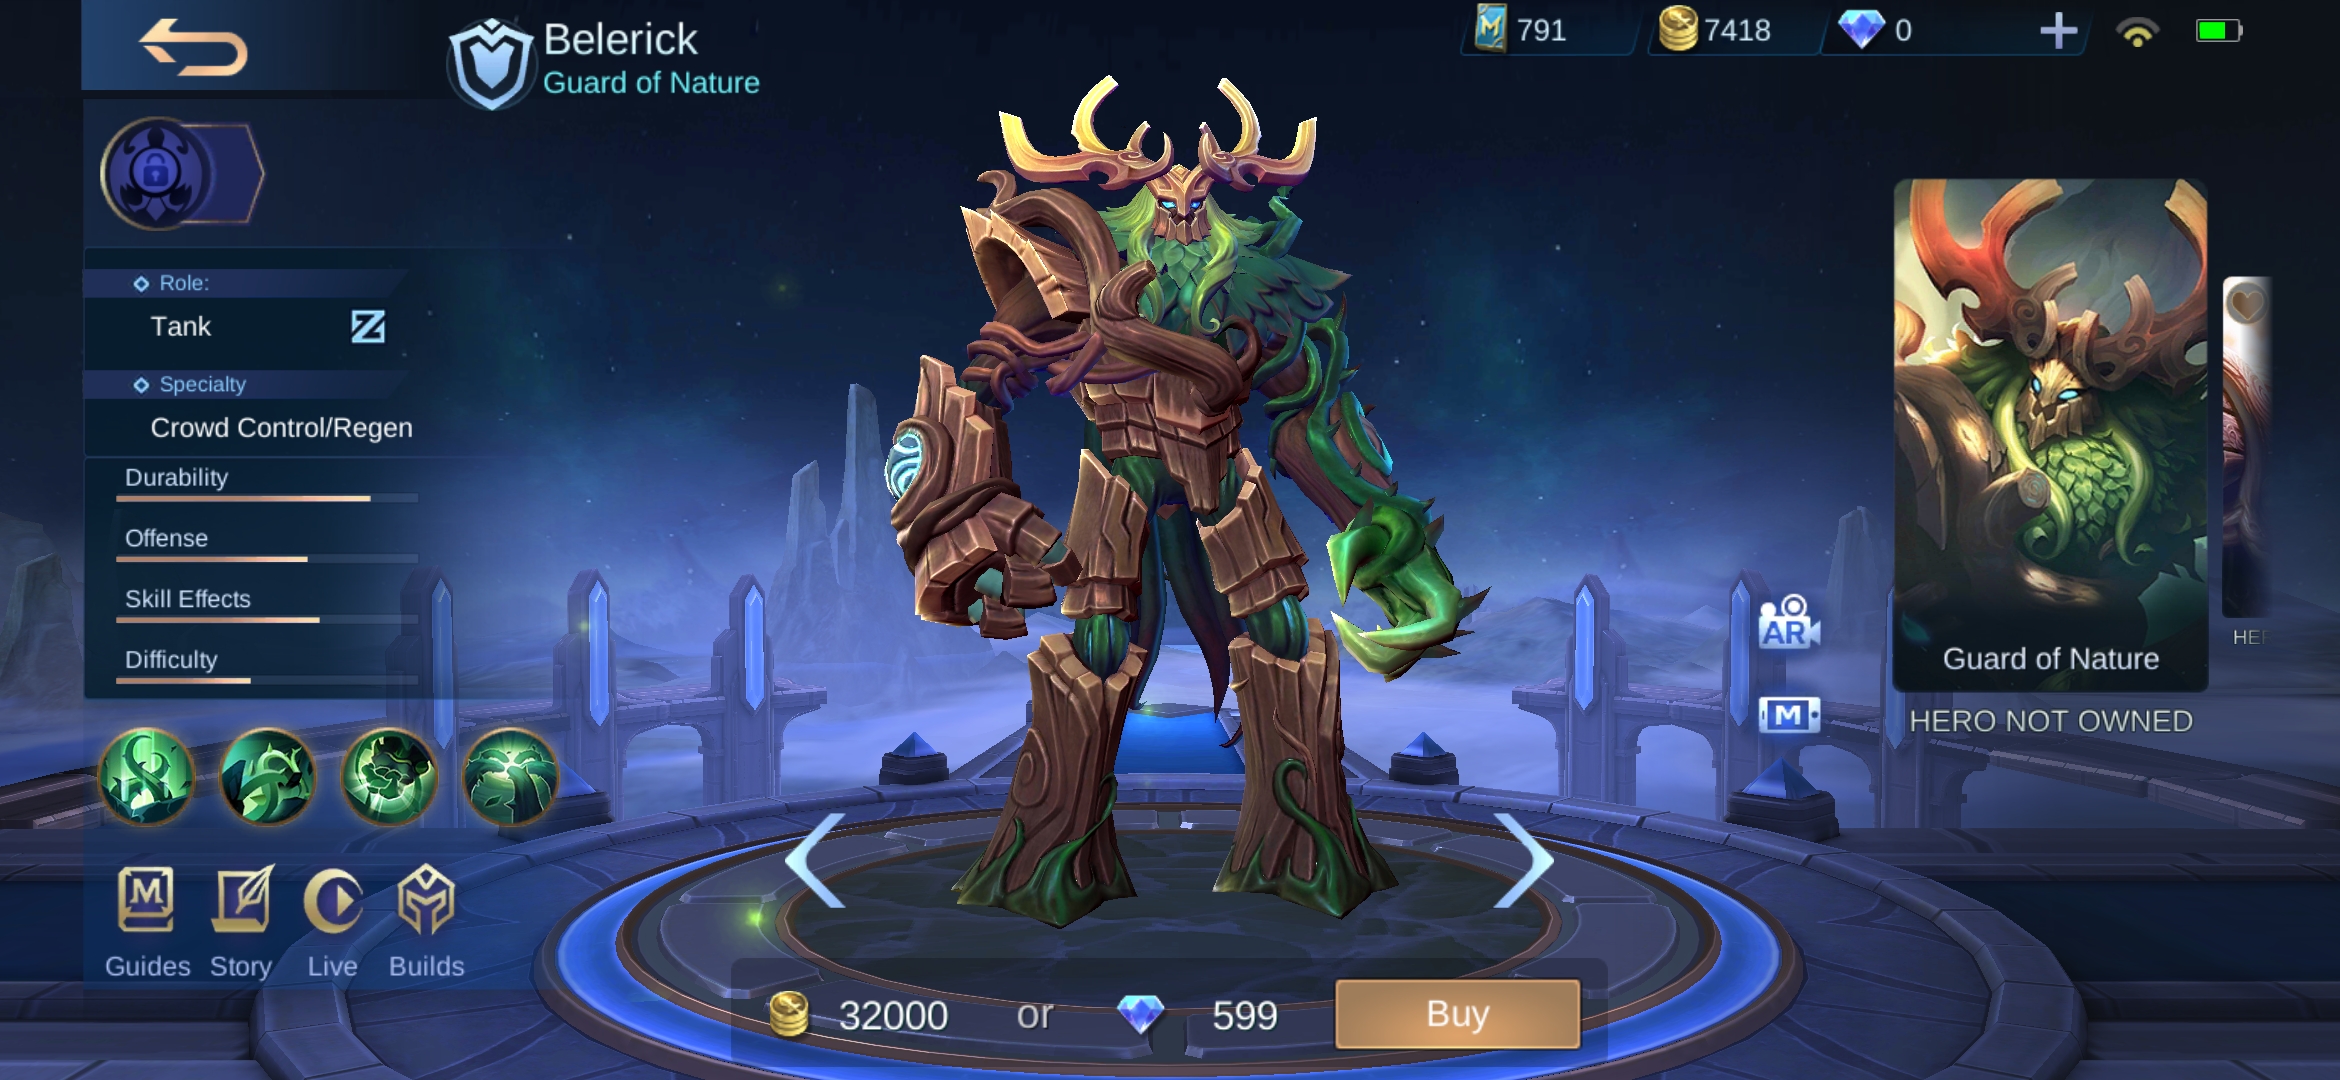 Belerick
Guard of Nature
791
7418
0
Role:
Tank
Specialty
Crowd Control/Regen
Durability
Offense
Skill Effects
Difficulty
Guides
Story
Live
Builds
AR
M
Guard of Nature
HERO NOT OWNED
HE
32000 or 599
Buy